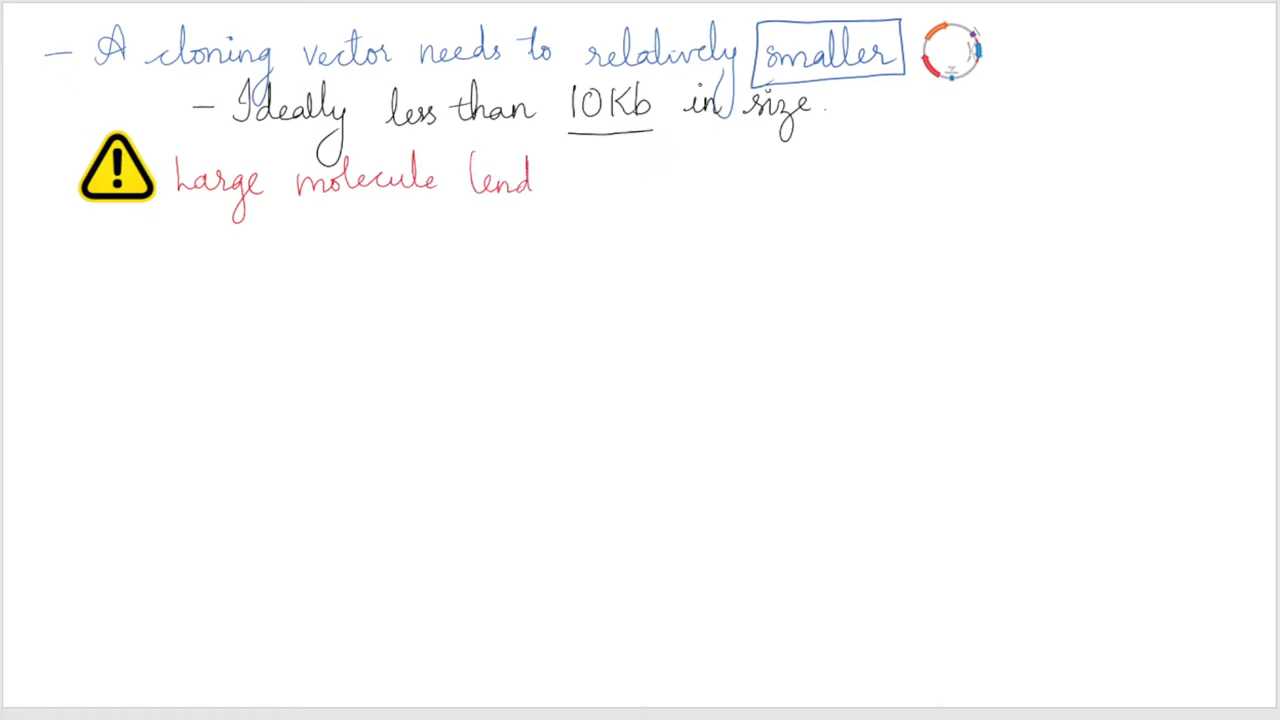 — A cloning vector needs to relatively smaller
— Ideally less than 10Kb in size.
Large molecule tend